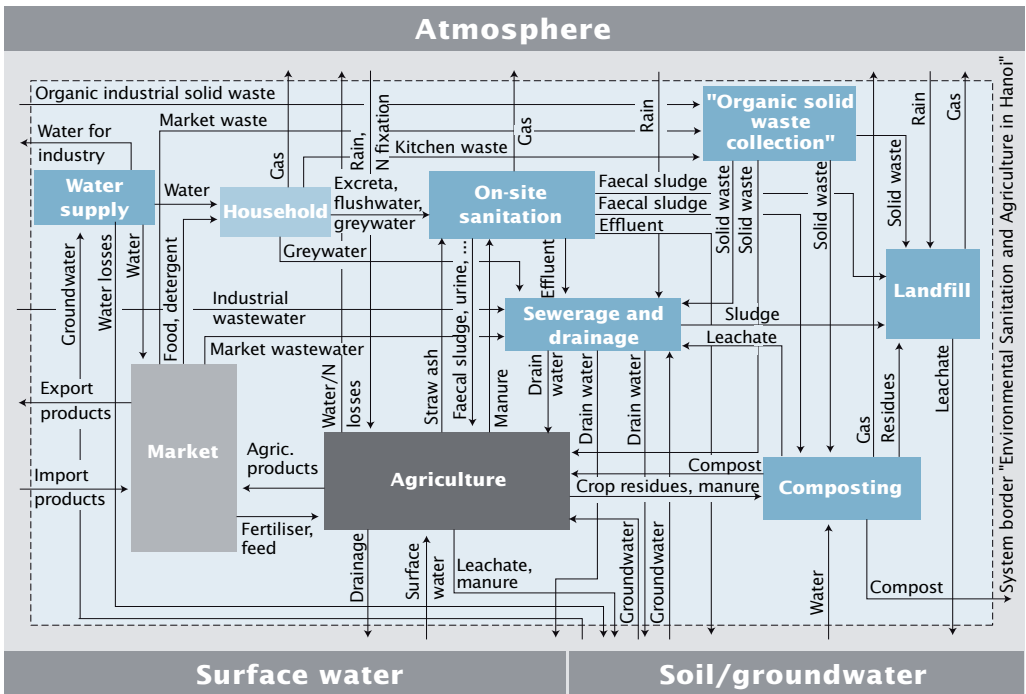 Atmosphere
Organic industrial solid waste
Market waste
Water for
industry
Gas
Rain,
N fixation
Kitchen waste
Gas
Rain
"Organic solid
waste
collection"
Gas
Rain
Gas
Water
supply
Water
Household
Excreta,
flushwater,
greywater
On-site
sanitation
Faecal sludge
Faecal sludge
Effluent
Solid waste
Solid waste
Solid waste
Solid waste
Greywater
Groundwater
Water losses
Water
Food, detergent
Industrial
wastewater
Market wastewater
Effluent
Sewerage and
drainage
Sludge
Leachate
Landfill
Export
products
Import
products
Market
Water/N
losses
Straw ash
Faecal sludge, urine, ...
Manure
Drain
water
Drain water
Drain water
Gas
Residues
Leachate
Agric.
products
Agriculture
Compost
Crop residues, manure
Composting
Fertiliser,
feed
Drainage
Surface
water
Leachate,
manure
Groundwater
Groundwater
Water
Compost
System border "Environmental Sanitation and Agriculture in Hanoi"
Surface water
Soil/groundwater